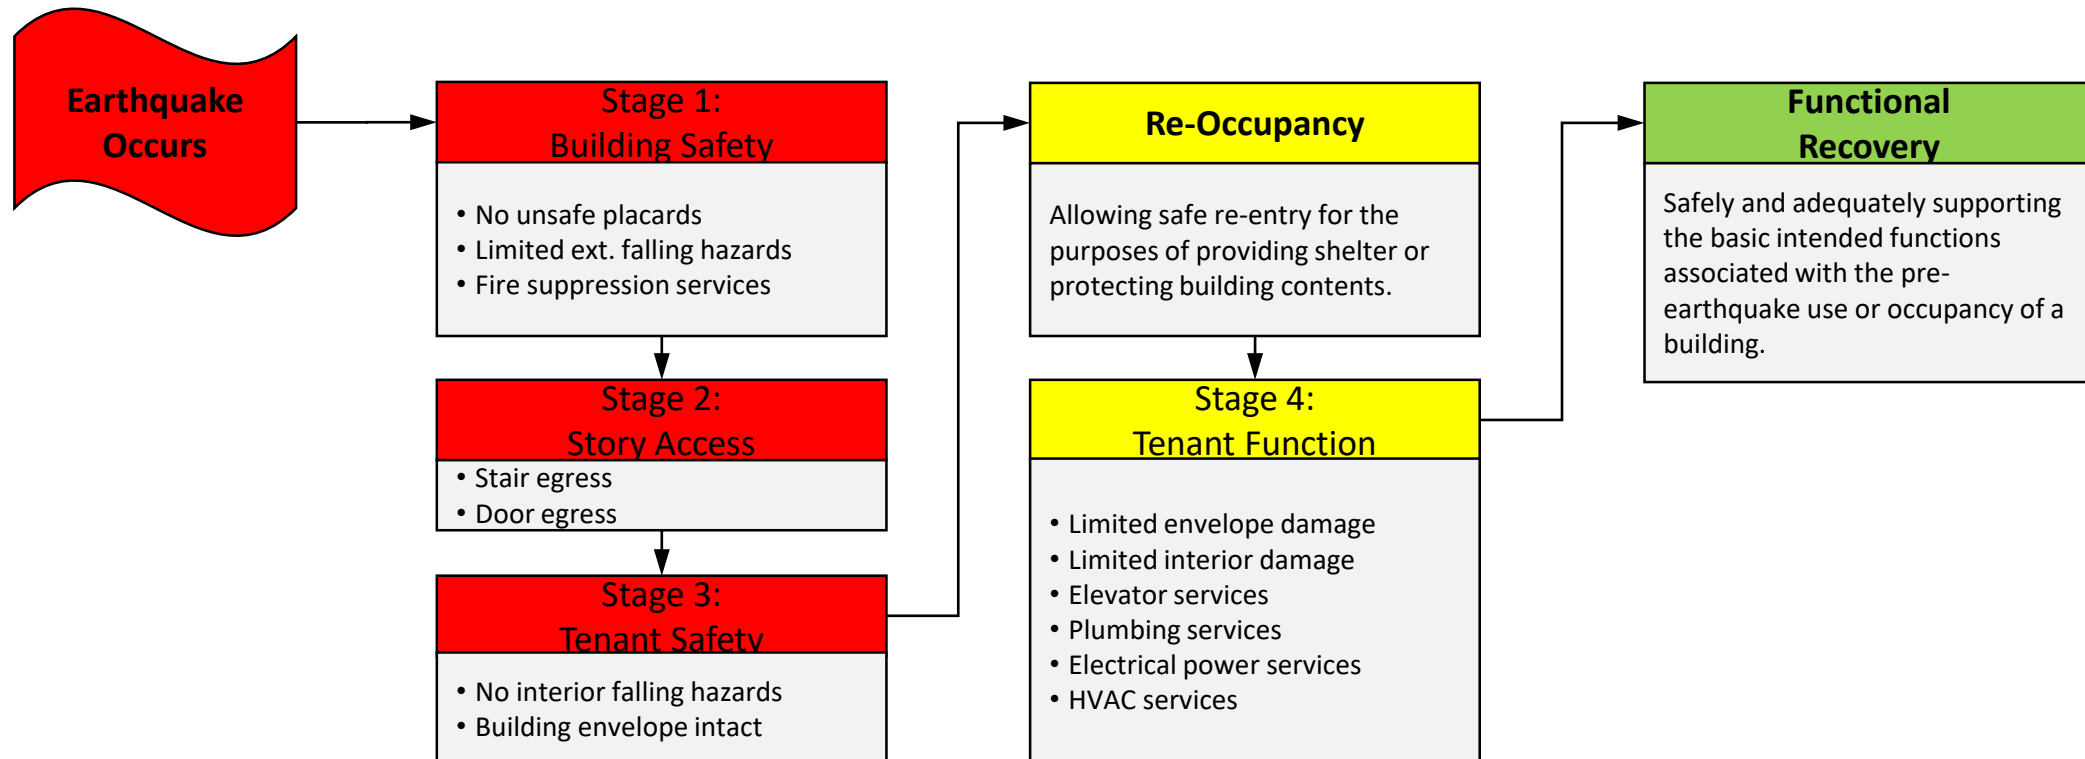 Earthquake
Occurs
Stage 1:
Building Safety
• No unsafe placards
• Limited ext. falling hazards
• Fire suppression services
Stage 2:
Story Access
• Stair egress
• Door egress
Stage 3:
Tenant Safety
• No interior falling hazards
• Building envelope intact
Re-Occupancy
Allowing safe re-entry for the
purposes of providing shelter or
protecting building contents.
Stage 4:
Tenant Function
• Limited envelope damage
• Limited interior damage
• Elevator services
• Plumbing services
• Electrical power services
• HVAC services
Functional
Recovery
Safely and adequately supporting
the basic intended functions
associated with the pre-
earthquake use or occupancy of a
building.